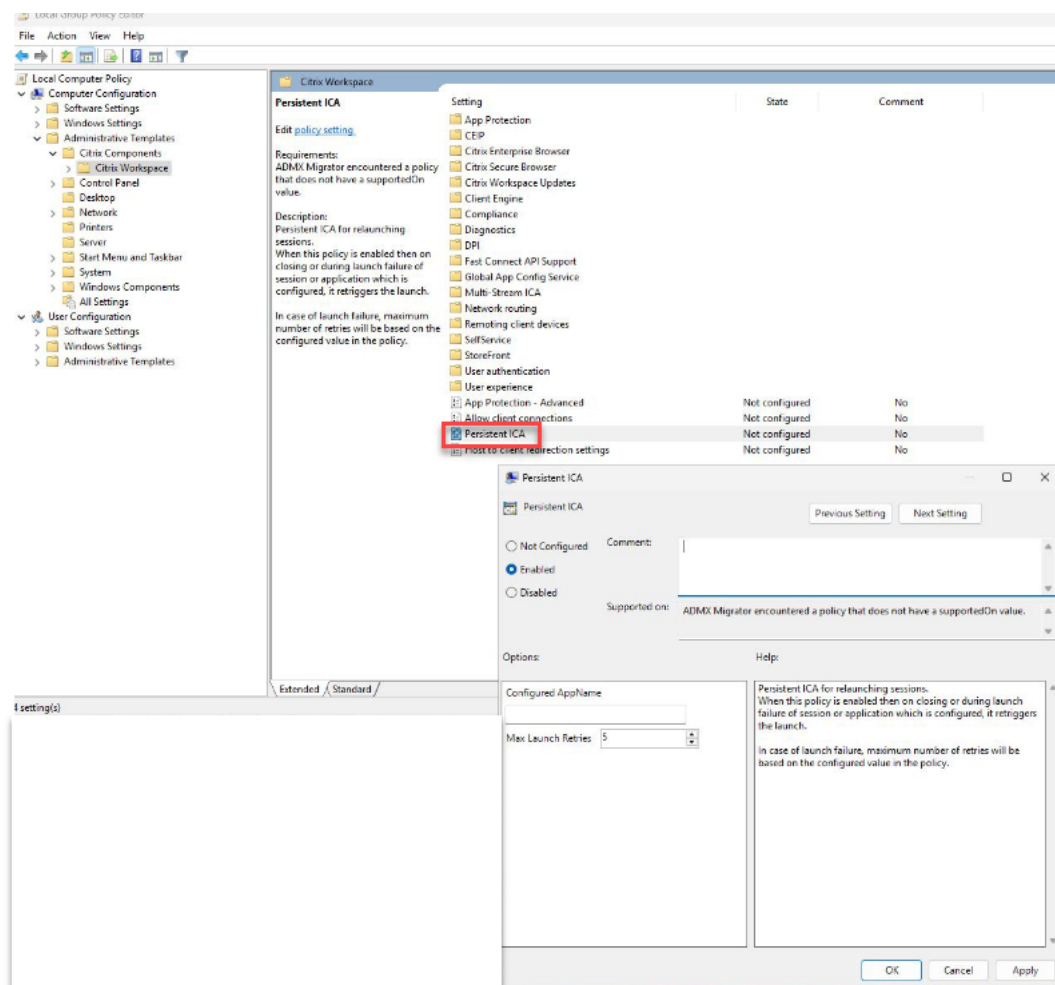 Local Group Policy Editor
File Action View Help
Local Computer Policy
Computer Configuration
Software Settings
Windows Settings
Administrative Templates
Citrix Components
Citrix Workspace
Control Panel
Desktop
Network
Printers
Server
Start Menu and Taskbar
System
Windows Components
All Settings
User Configuration
Software Settings
Windows Settings
Administrative Templates
Citrix Workspace
Persistent ICA
Edit policy setting
Requirements:
ADMX Migrator encountered a policy
that does not have a supportedOn
value.
Description:
Persistent ICA for relaunching
sessions.
When this policy is enabled then on
closing or during launch failure of
session or application which is
configured, it retriggers the launch.
In case of launch failure, maximum
number of retries will be based on the
configured value in the policy.
Setting State Comment
App Protection
CEIP
Citrix Enterprise Browser
Citrix Secure Browser
Citrix Workspace Updates
Client Engine
Compliance
Diagnostics
DPI
Fast Connect API Support
Global App Config Service
Multi-Stream ICA
Network routing
Remoting client devices
SelfService
StoreFront
User authentication
User experience
App Protection - Advanced Not configured No
Allow client connections Not configured No
Persistent ICA Not configured No
Host to client redirection settings Not configured No
Extended Standard
4 setting(s)
Persistent ICA
Persistent ICA
Previous Setting Next Setting
Not Configured
Enabled
Disabled
Comment:
Supported on:
ADMX Migrator encountered a policy that does not have a supportedOn value.
Options:
Help:
Configured AppName
Max Launch Retries 5
Persistent ICA for relaunching sessions.
When this policy is enabled then on closing or during launch
failure of session or application which is configured, it retriggers
the launch.
In case of launch failure, maximum number of retries will be
based on the configured value in the policy.
OK Cancel Apply